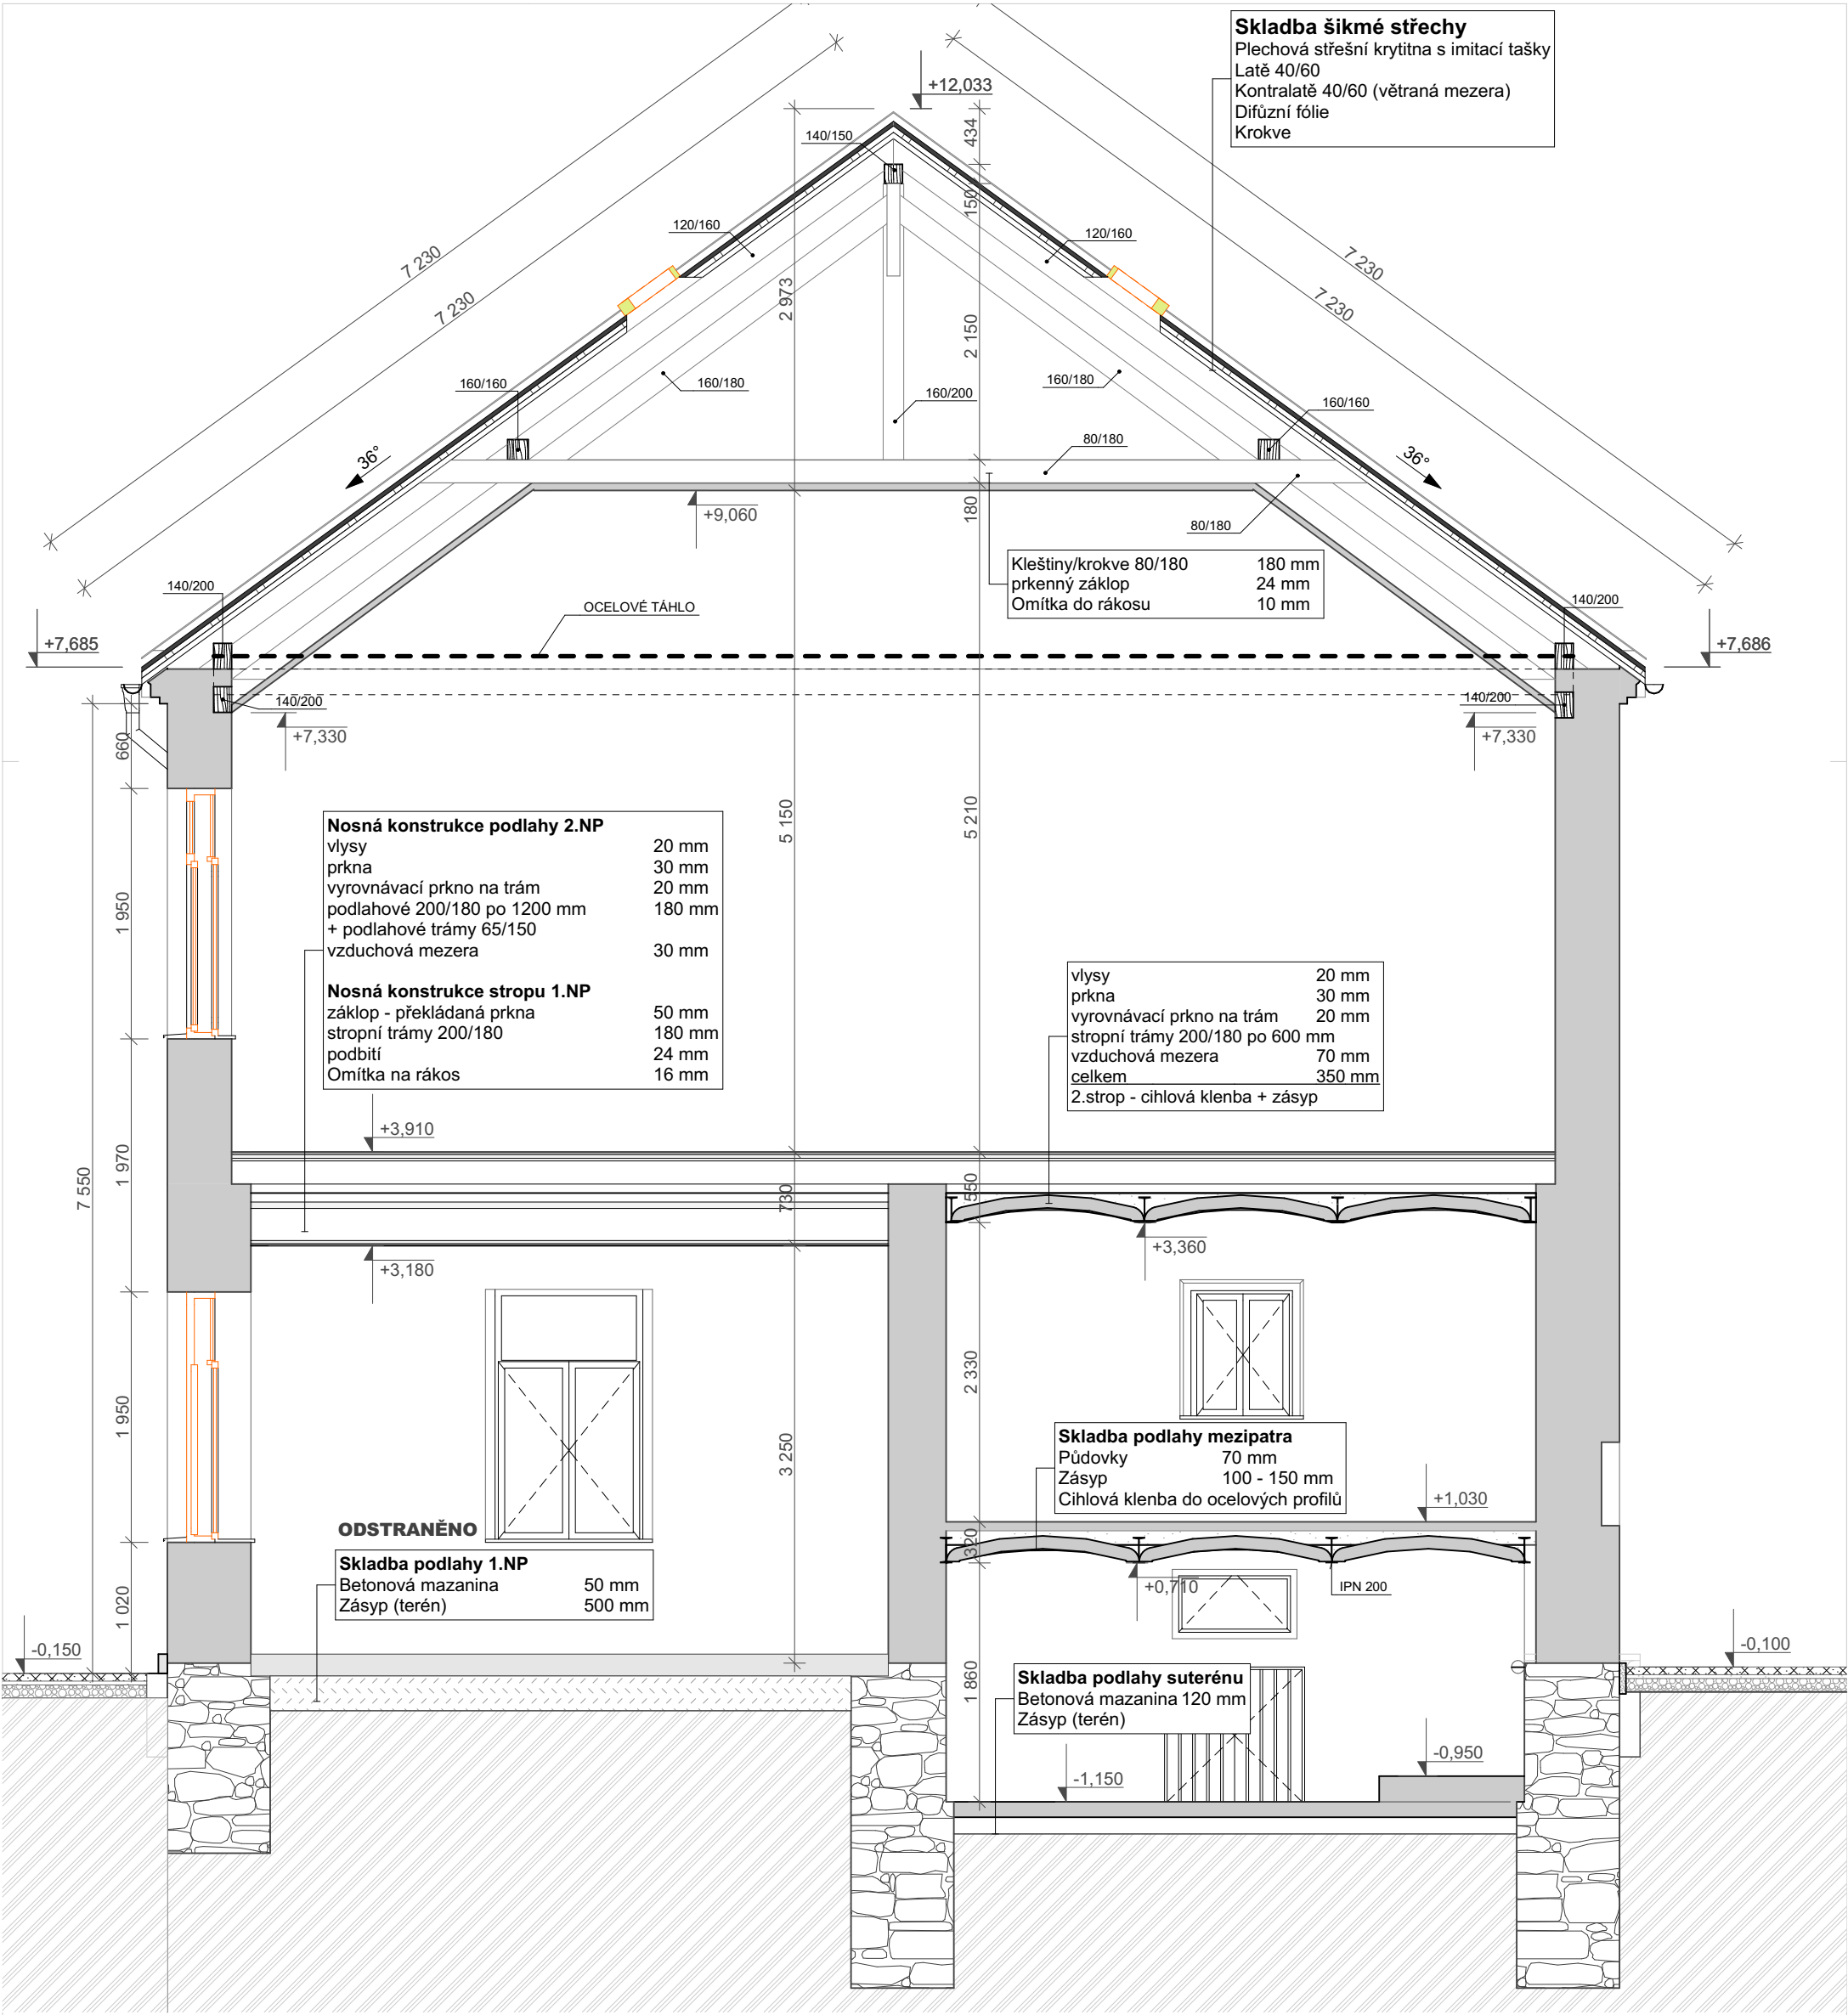 Skladba šikmé střechy
Plechová střešní krytitna s imitací tašky
Latě 40/60
Kontralatě 40/60 (větraná mezera)
Difůzní fólie
Krokve
+12,033
434
140/150
150
120/160
120/160
7 230
7 230
7 230
7 230
2 973
2 150
160/160
160/180
160/200
160/180
160/160
80/180
36°
36°
+9,060
180
80/180
Kleštiny/krokve 80/180 180 mm
prkenný záklop 24 mm
Omítka do rákosu 10 mm
140/200
OCELOVÉ TÁHLO
140/200
+7,685
+7,686
140/200
140/200
+7,330
+7,330
660
5 150
5 210
Nosná konstrukce podlahy 2.NP
vlysy 20 mm
prkna 30 mm
vyrovnávací prkno na trám 20 mm
podlahové 200/180 po 1200 mm 180 mm
+ podlahové trámy 65/150
vzduchová mezera 30 mm
Nosná konstrukce stropu 1.NP
záklop - překládaná prkna 50 mm
stropní trámy 200/180 180 mm
podbití 24 mm
Omítka na rákos 16 mm
1 950
vlysy 20 mm
prkna 30 mm
vyrovnávací prkno na trám 20 mm
stropní trámy 200/180 po 600 mm
vzduchová mezera 70 mm
celkem 350 mm
2.strop - cihlová klenba + zásyp
+3,910
1 970
7 550
730
550
+3,360
+3,180
1 950
2 330
3 250
Skladba podlahy mezipatra
Půdovky 70 mm
Zásyp 100 - 150 mm
Cihlová klenba do ocelových profilů
+1,030
ODSTRANĚNO
Skladba podlahy 1.NP
Betonová mazanina 50 mm
Zásyp (terén) 500 mm
320
+0,710
IPN 200
1 020
-0,150
-0,100
1 860
Skladba podlahy suterénu
Betonová mazanina 120 mm
Zásyp (terén)
-0,950
-1,150